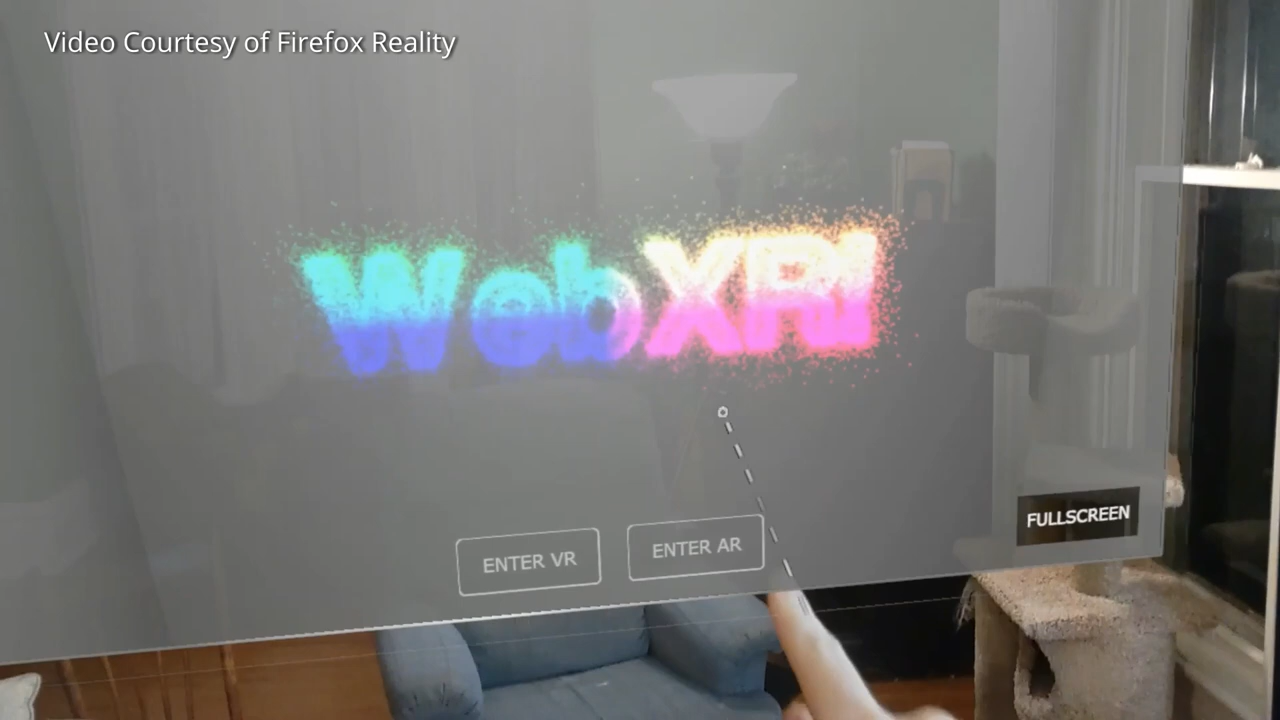 Video Courtesy of Firefox Reality
WebXR!
ENTER VR
ENTER AR
FULLSCREEN